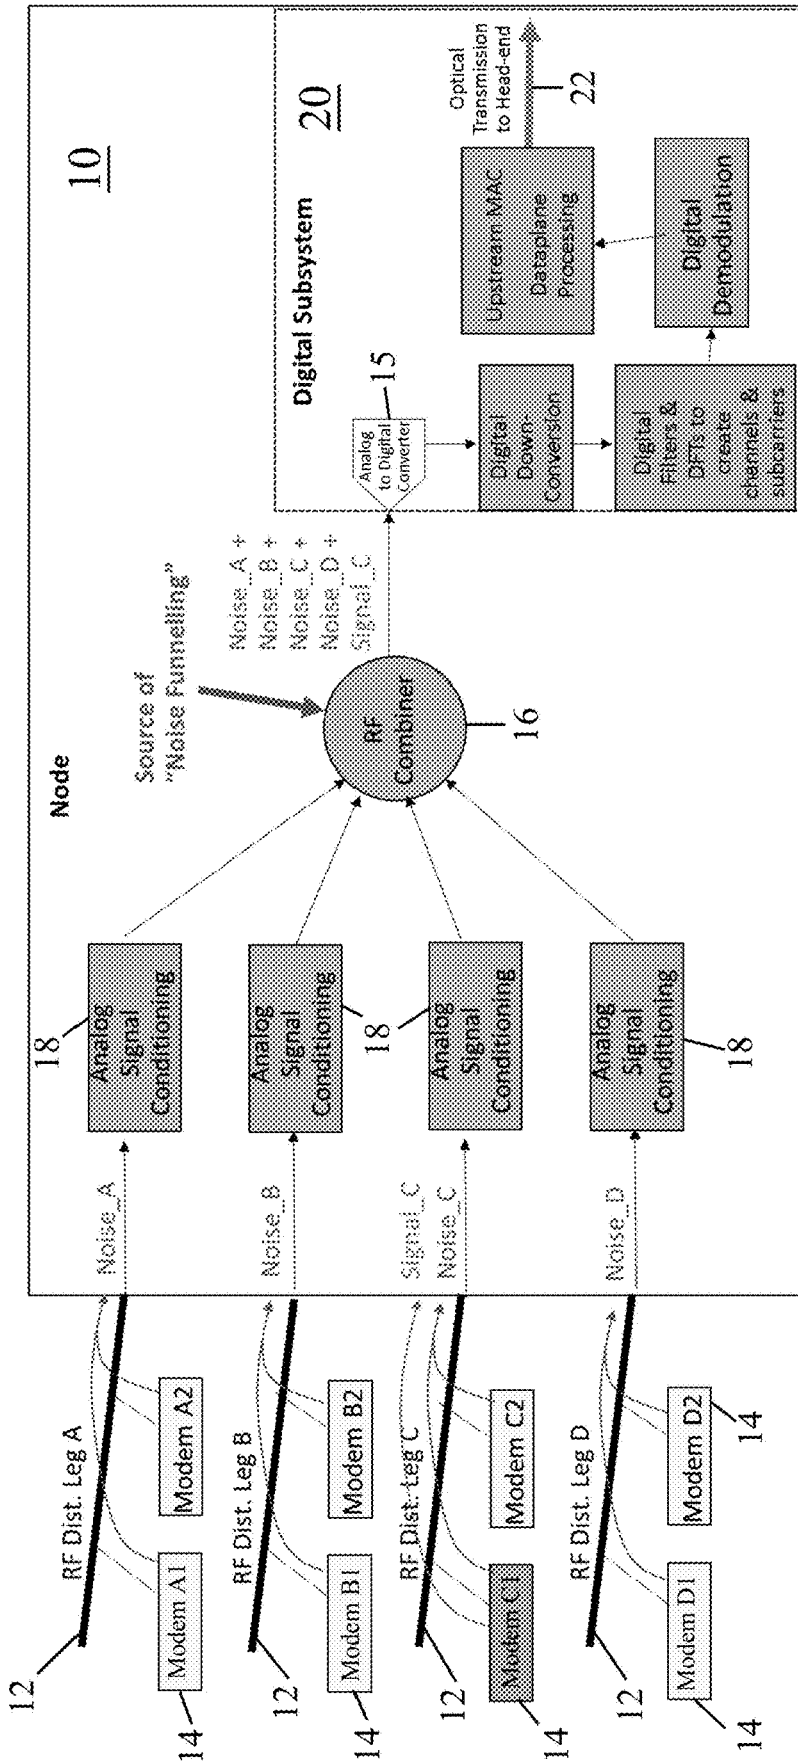 10
Node
Source of
"Noise Funnelling"
Digital Subsystem
20
12
RF Dist. Leg A
Modem A1
14
Modem A2
Noise_A
18
Analog
Signal
Conditioning
12
RF Dist. Leg B
Modem B1
14
Modem B2
Noise_B
Analog
Signal
Conditioning
18
12
RF Dist. Leg C
Modem C1
14
Modem C2
Signal_C
Noise_C
Analog
Signal
Conditioning
12
RF Dist. Leg D
Modem D1
14
Modem D2
14
Noise_D
Analog
Signal
Conditioning
18
RF
Combiner
16
Noise_A +
Noise_B +
Noise_C +
Noise_D +
Signal_C
Analog
to Digital
Converter
15
Digital
Down-
Conversion
Digital
Filters &
DFTs to
create
channels &
subcarriers
Digital
Demodulation
Upstream MAC
Dataplane
Processing
Optical
Transmission
to Head-end
22